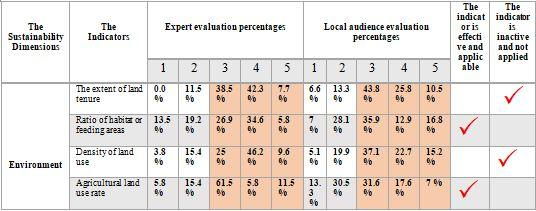 The Sustainability Dimensions | The Indicators | Expert evaluation percentages | Local audience evaluation percentages | The indicat or is effecti ve and applic able | The indicator is inactive and not applied
1 | 2 | 3 | 4 | 5 | 1 | 2 | 3 | 4 | 5
Environment
The extent of land tenure | 0.0 % | 11.5 % | 38.5 % | 42.3 % | 7.7 % | 6.6 % | 13.3 % | 43.8 % | 25.8 % | 10.5 % | ✓
Ratio of habitat or feeding areas | 13.5 % | 19.2 % | 26.9 % | 34.6 % | 5.8 % | 7 % | 28.1 % | 35.9 % | 12.9 % | 16.8 % | ✓
Density of land use | 3.8 % | 15.4 % | 25 % | 46.2 % | 9.6 % | 5.1 % | 19.9 % | 37.1 % | 22.7 % | 15.2 % | ✓
Agricultural land use rate | 5.8 % | 15.4 % | 61.5 % | 5.8 % | 11.5 % | 13. 3 % | 30.5 % | 31.6 % | 17.6 % | 7 % | ✓